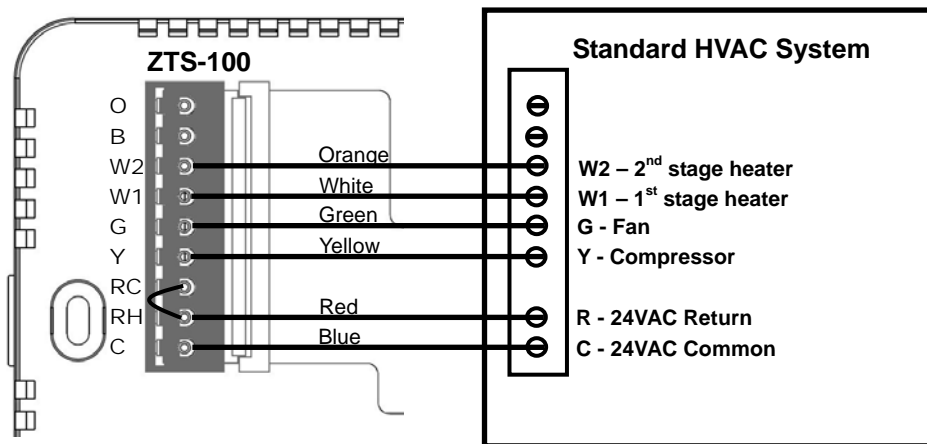 ZTS-100
Standard HVAC System
O
B
W2 Orange W2 – 2nd stage heater
W1 White W1 – 1st stage heater
G Green G - Fan
Y Yellow Y - Compressor
RC
RH Red R - 24VAC Return
C Blue C - 24VAC Common